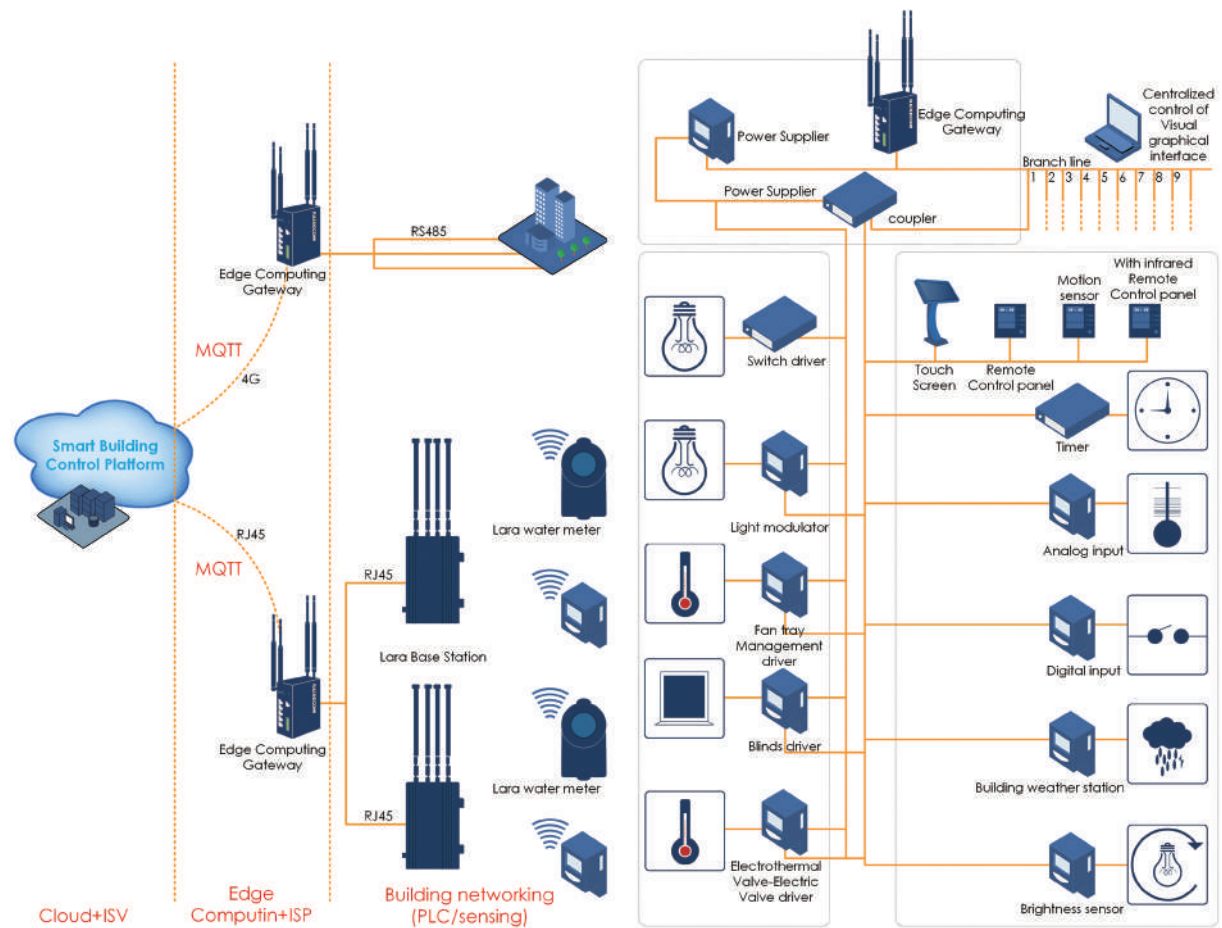 RS485
Edge Computing
Gateway
MQTT
4G
Smart Building
Control Platform
RJ45
MQTT
Edge Computing
Gateway
RJ45
Lara Base Station
RJ45
Lara water meter
Lara water meter
Cloud+ISV
Edge
Computin+ISP
Building networking
(PLC/sensing)
Power Supplier
Edge Computing
Gateway
Centralized
control of
Visual
graphical
interface
Branch line
1 2 3 4 5 6 7 8 9
Power Supplier
coupler
Switch driver
Light modulator
Fan tray
Management
driver
Blinds driver
Electrothermal
Valve-Electric
Valve driver
Touch
Screen
Remote
Control panel
Motion
sensor
With infrared
Remote
Control panel
Timer
Analog input
Digital input
Building weather station
Brightness sensor